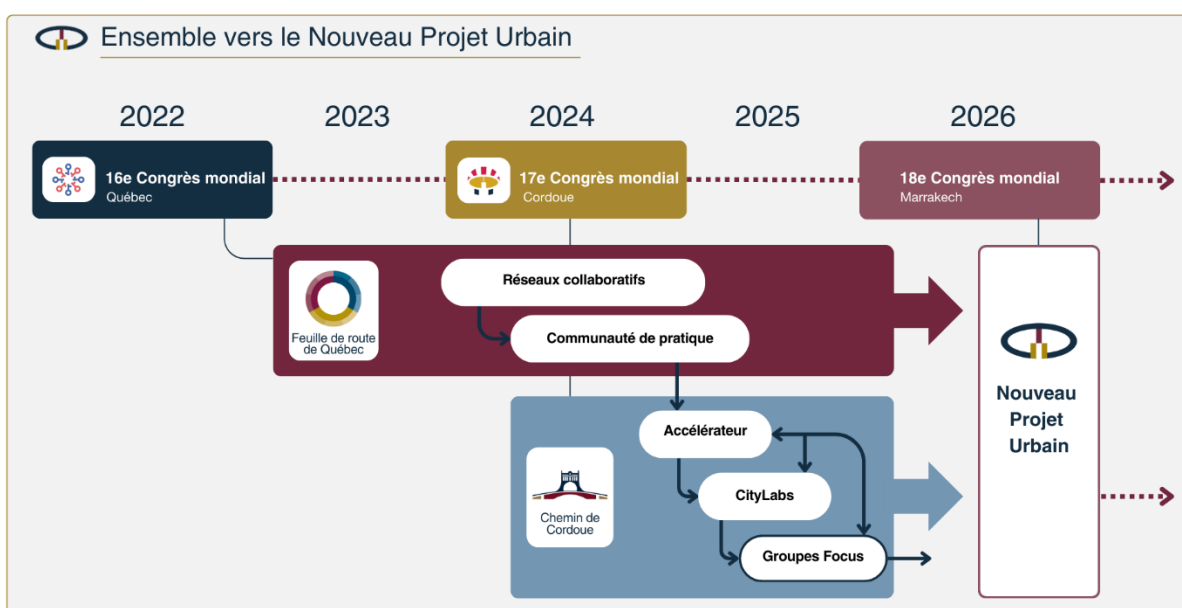 Ensemble vers le Nouveau Projet Urbain
2022
2023
2024
2025
2026
16e Congrès mondial
Québec
17e Congrès mondial
Cordoue
18e Congrès mondial
Marrakech
Feuille de route
de Québec
Réseaux collaboratifs
Communauté de pratique
Chemin de
Cordoue
Accélérateur
CityLabs
Groupes Focus
Nouveau
Projet
Urbain